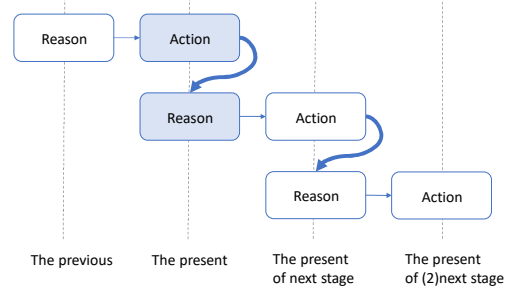 Reason
Action
Reason
Action
Reason
Action
The previous
The present
The present
of next stage
The present
of (2)next stage